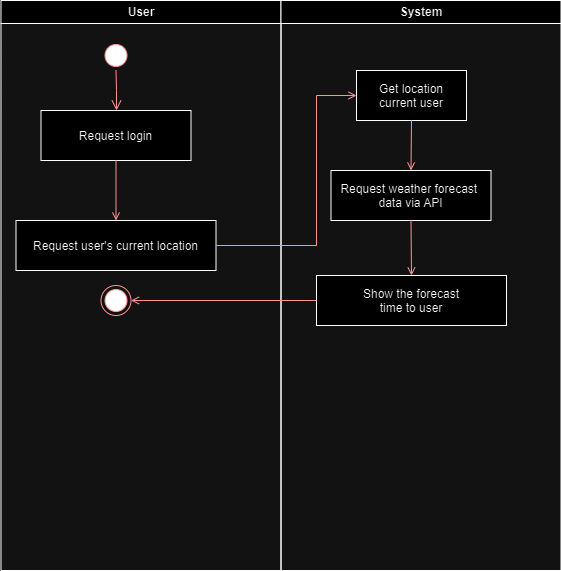 User
System
Request login
Request user's current location
Get location
current user
Request weather forecast
data via API
Show the forecast
time to user